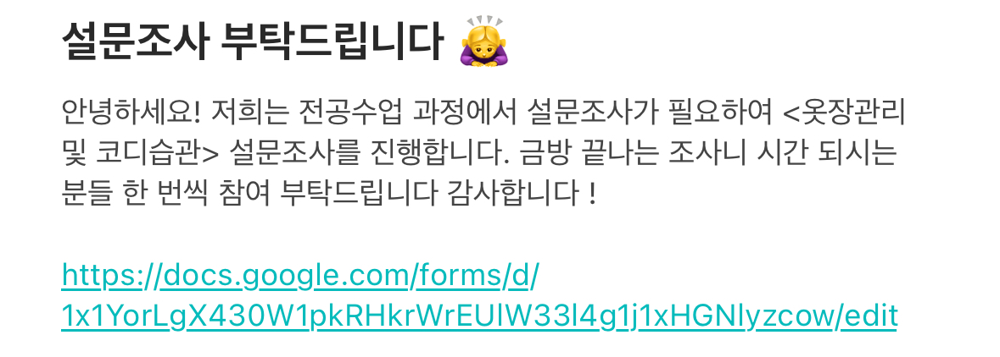 설문조사 부탁드립니다 🙇‍♀️
안녕하세요! 저희는 전공수업 과정에서 설문조사가 필요하여 <옷장관리
및 코디습관> 설문조사를 진행합니다. 금방 끝나는 조사니 시간 되시는
분들 한 번씩 참여 부탁드립니다 감사합니다 !
https://docs.google.com/forms/d/
1x1YorLgX430W1pkRHkrWrEUlW33l4g1j1xHGNlyzcow/edit